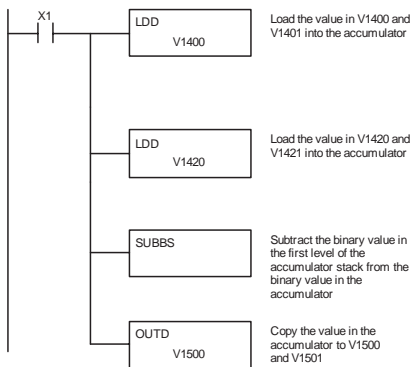 X1
LDD
V1400
Load the value in V1400 and
V1401 into the accumulator
LDD
V1420
Load the value in V1420 and
V1421 into the accumulator
SUBBS
Subtract the binary value in
the first level of the
accumulator stack from the
binary value in the
accumulator
OUTD
V1500
Copy the value in the
accumulator to V1500
and V1501